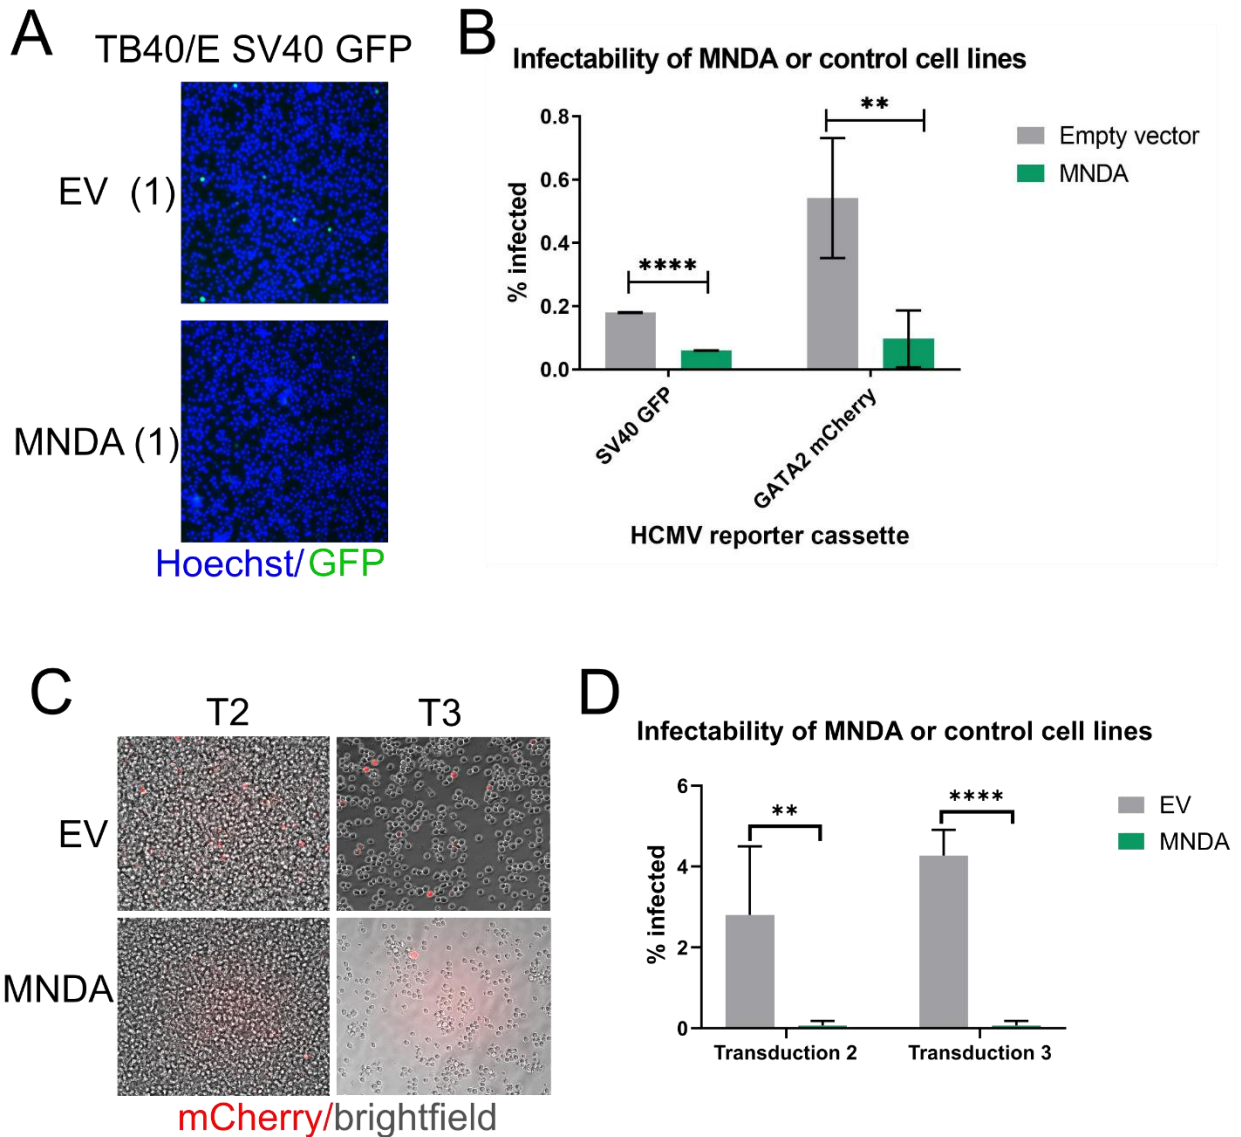 A
TB40/E SV40 GFP
EV (1)
MNDA (1)
Hoechst/GFP
B
Infectability of MNDA or control cell lines
% infected
0.8
0.6
0.4
0.2
0.0
****
**
SV40 GFP
GATA2 mCherry
HCMV reporter cassette
Empty vector
MNDA
C
T2 T3
EV
MNDA
mCherry/brightfield
D
Infectability of MNDA or control cell lines
% infected
6
4
2
0
**
****
Transduction 2
Transduction 3
EV
MNDA